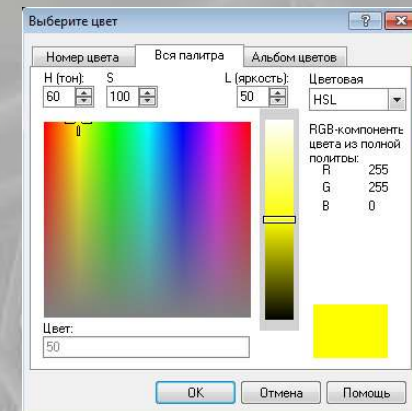 Выберите цвет
Номер цвета Вся палитра Альбом цветов
H (тон): S L (яркость): Цветовая
60 100 50 HSL
RGB-компоненть
цвета из полной
политры:
R 255
G 255
B 0
Цвет:
50
OK Отмена Помощь